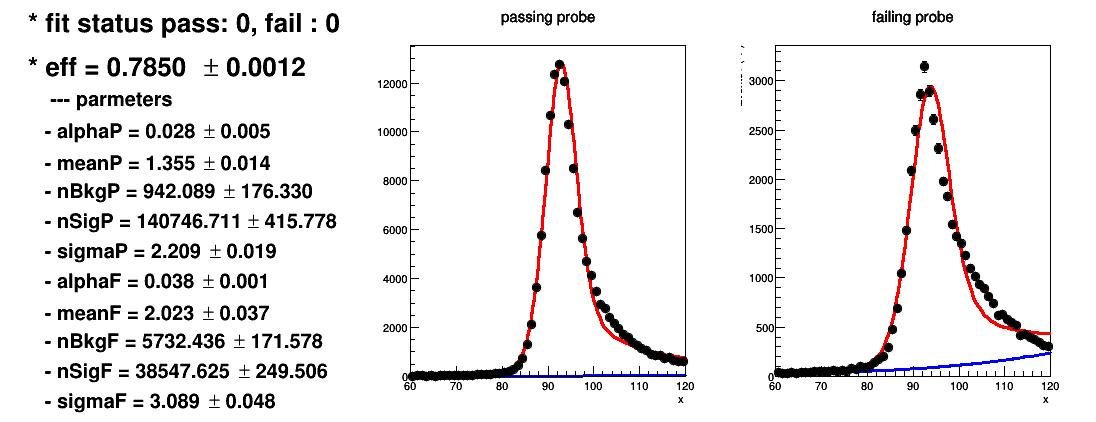 * fit status pass: 0, fail : 0
* eff = 0.7850 ± 0.0012
--- parmeters
- alphaP = 0.028 ± 0.005
- meanP = 1.355 ± 0.014
- nBkgP = 942.089 ± 176.330
- nSigP = 140746.711 ± 415.778
- sigmaP = 2.209 ± 0.019
- alphaF = 0.038 ± 0.001
- meanF = 2.023 ± 0.037
- nBkgF = 5732.436 ± 171.578
- nSigF = 38547.625 ± 249.506
- sigmaF = 3.089 ± 0.048
passing probe
12000
10000
8000
6000
4000
2000
0
60 70 80 90 100 110 120
x
failing probe
3000
2500
2000
1500
1000
500
0
60 70 80 90 100 110 120
x